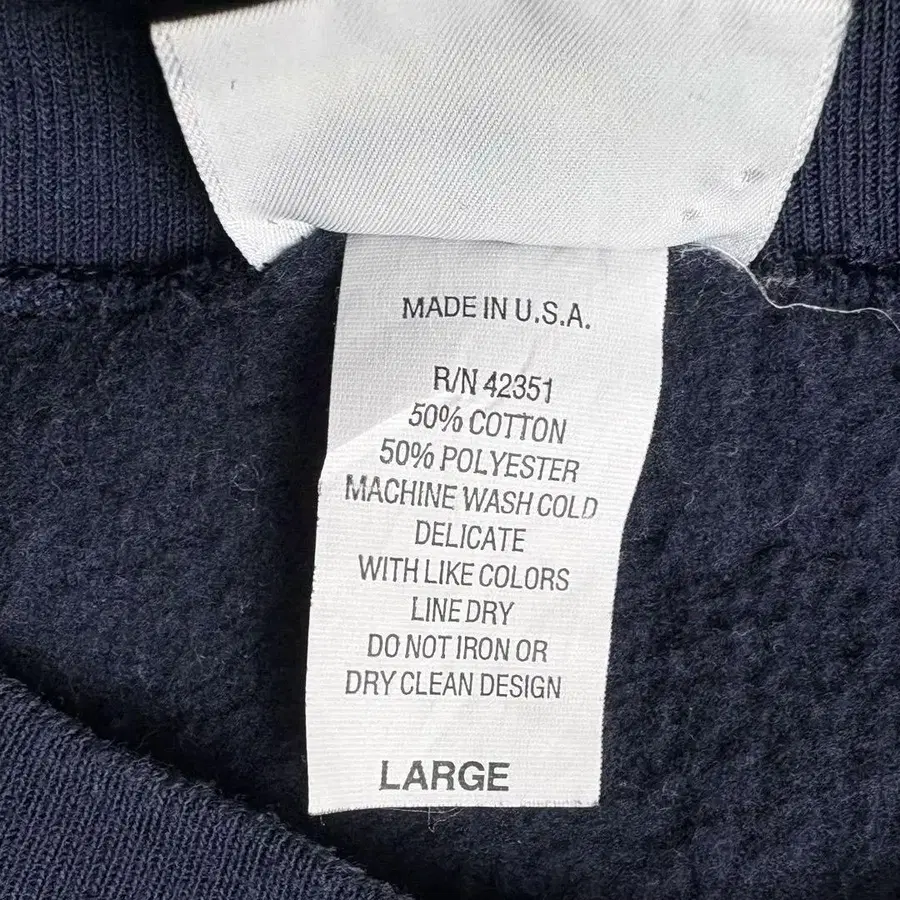 MADE IN U.S.A.
R/N 42351
50% COTTON
50% POLYESTER
MACHINE WASH COLD
DELICATE
WITH LIKE COLORS
LINE DRY
DO NOT IRON OR
DRY CLEAN DESIGN
LARGE